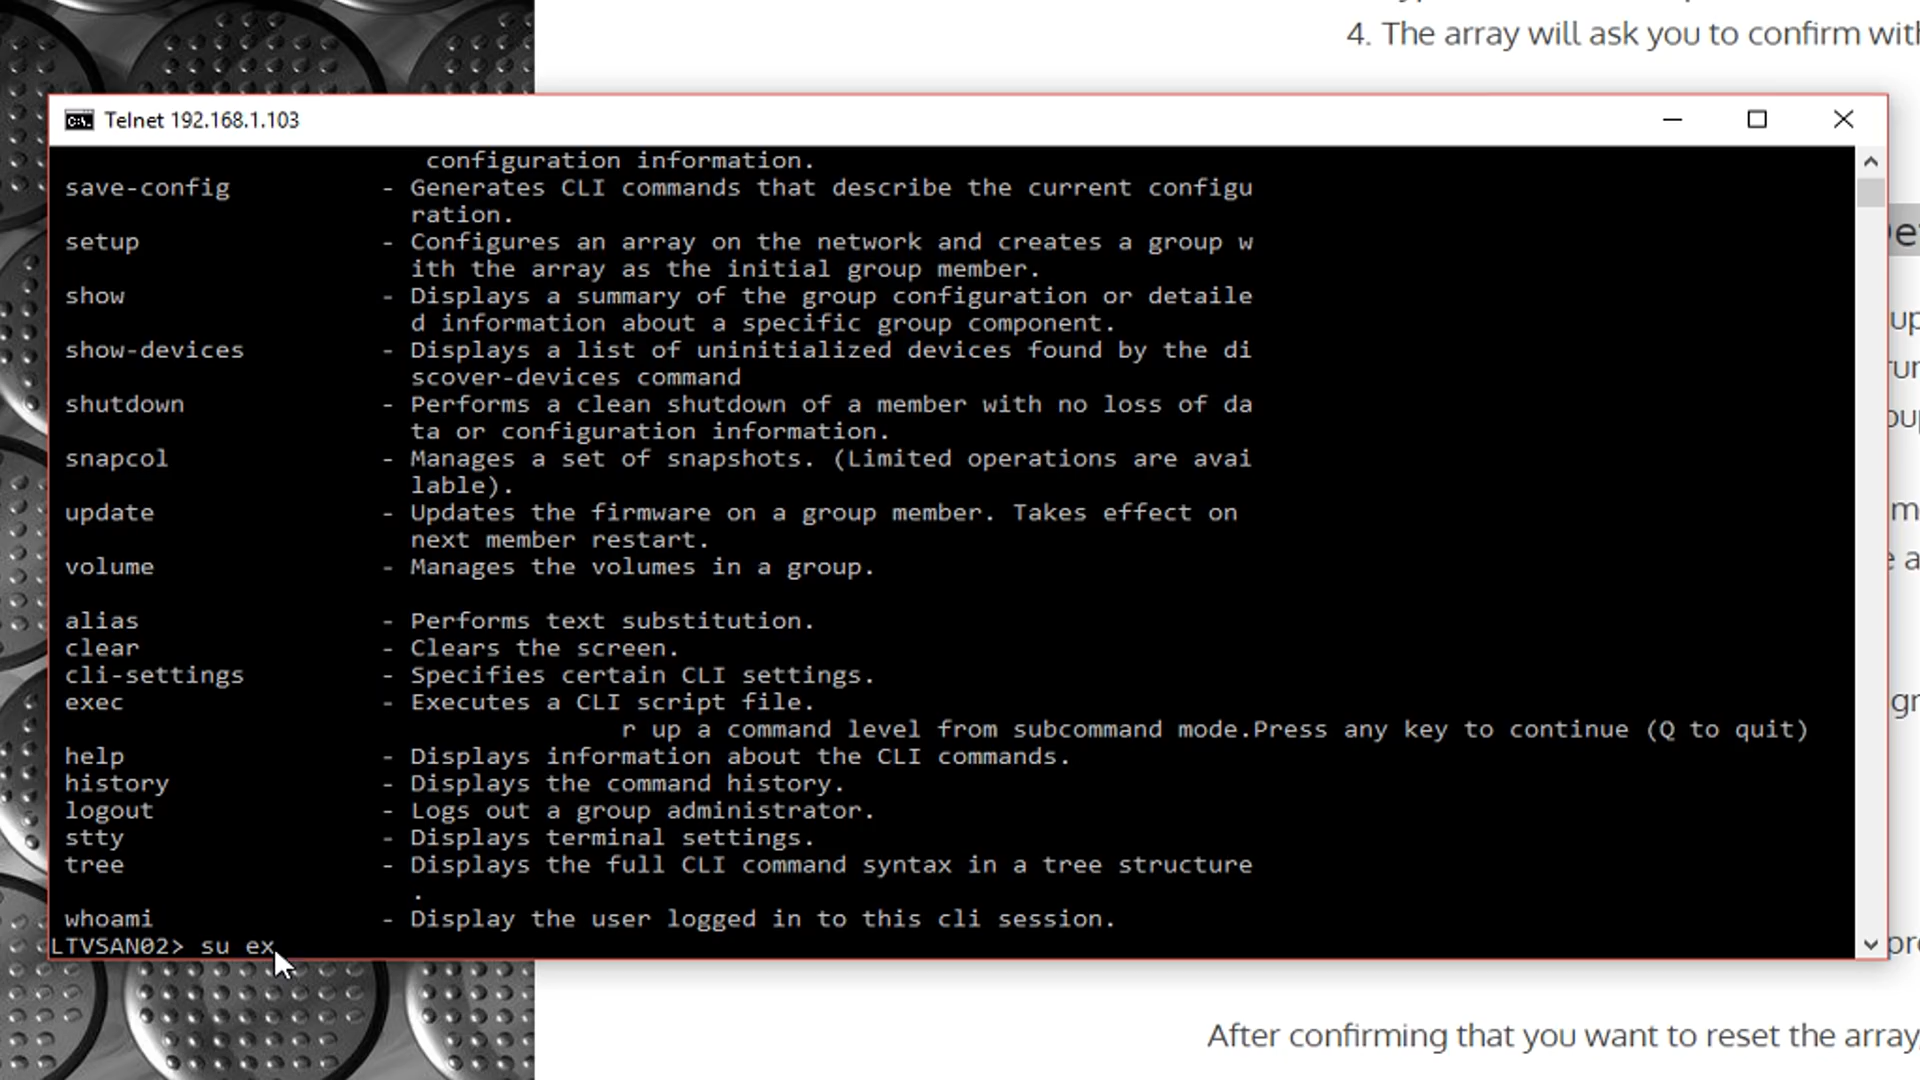 4. The array will ask you to confirm with
Telnet 192.168.1.103
configuration information.
save-config - Generates CLI commands that describe the current configu
ration.
setup - Configures an array on the network and creates a group w
ith the array as the initial group member.
show - Displays a summary of the group configuration or detaile
d information about a specific group component.
show-devices - Displays a list of uninitialized devices found by the di
scover-devices command
shutdown - Performs a clean shutdown of a member with no loss of da
ta or configuration information.
snapcol - Manages a set of snapshots. (Limited operations are avai
lable).
update - Updates the firmware on a group member. Takes effect on
next member restart.
volume - Manages the volumes in a group.
alias - Performs text substitution.
clear - Clears the screen.
cli-settings - Specifies certain CLI settings.
exec - Executes a CLI script file.
r up a command level from subcommand mode.Press any key to continue (Q to quit)
help - Displays information about the CLI commands.
history - Displays the command history.
logout - Logs out a group administrator.
stty - Displays terminal settings.
tree - Displays the full CLI command syntax in a tree structure
.
whoami - Display the user logged in to this cli session.
LTVSAN02> su ex
After confirming that you want to reset the array,